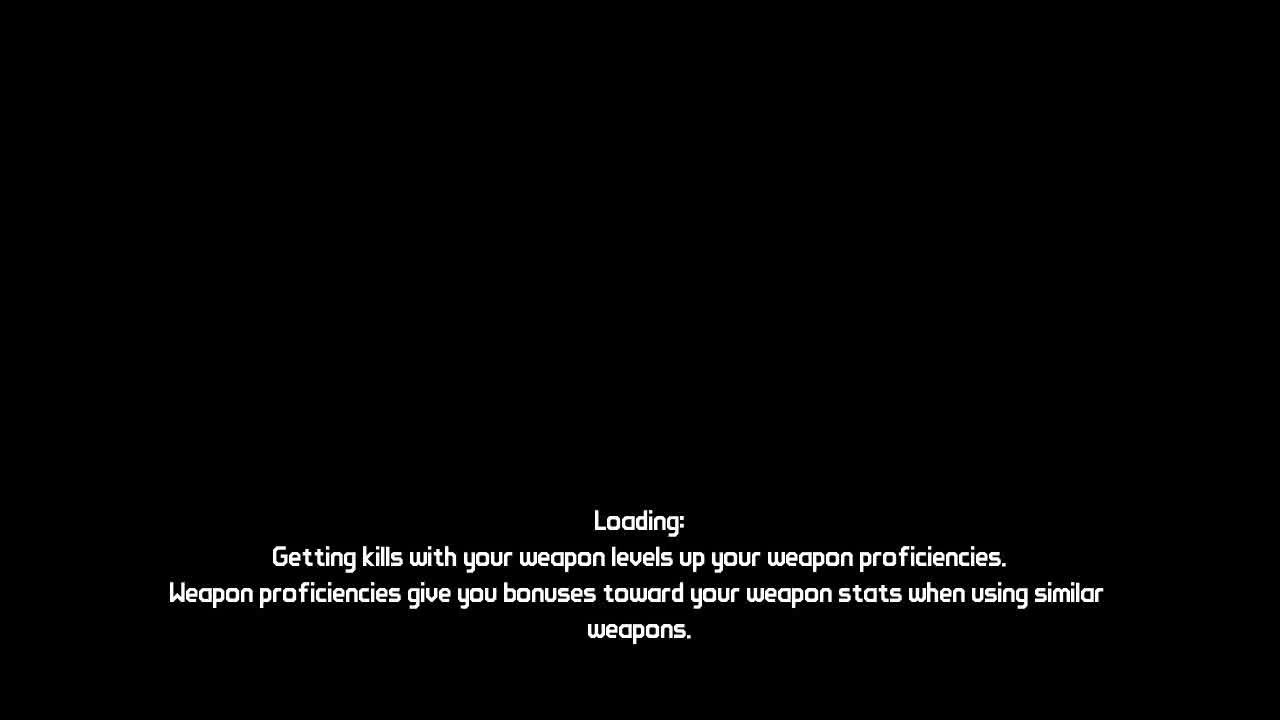 Loading:
Getting kills with your weapon levels up your weapon proficiencies.
Weapon proficiencies give you bonuses toward your weapon stats when using similar
weapons.